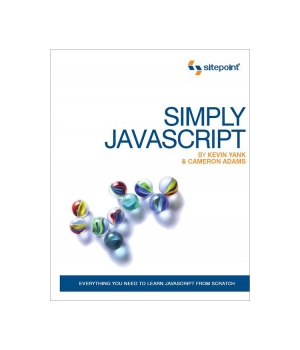 sitepoint
SIMPLY
JAVASCRIPT
BY KEVIN YANK
& CAMERON ADAMS
EVERYTHING YOU NEED TO LEARN JAVASCRIPT FROM SCRATCH